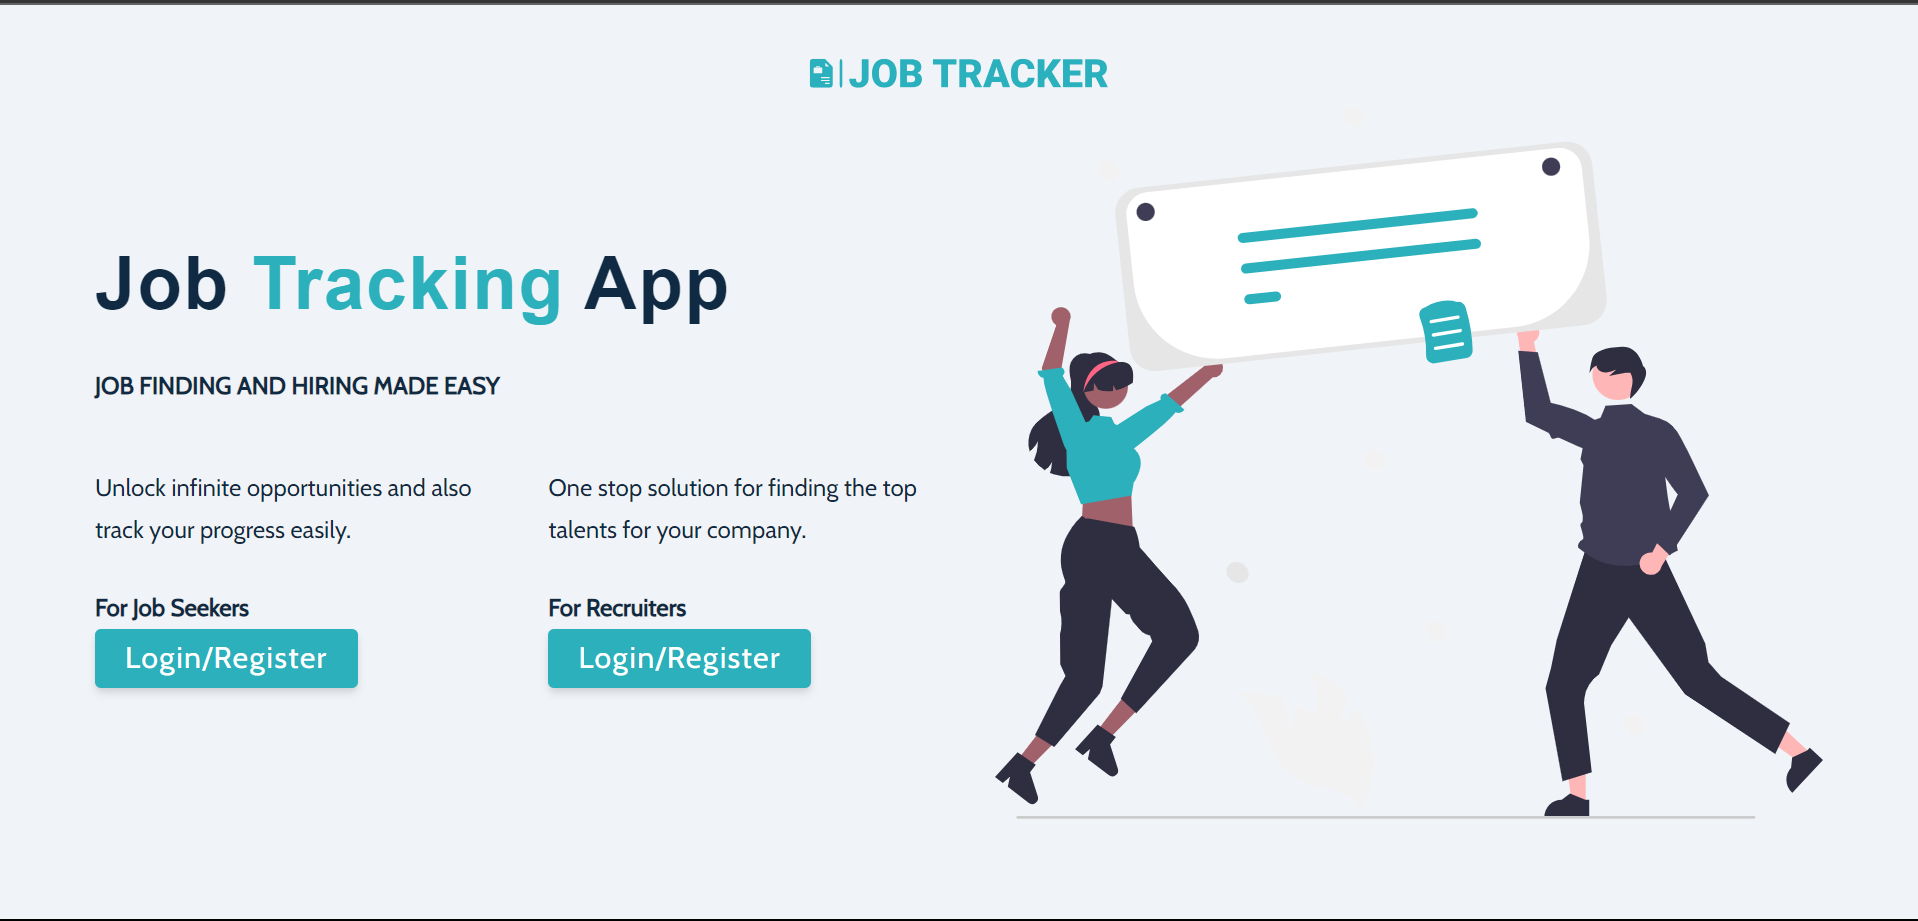 JOB TRACKER
Job Tracking App
JOB FINDING AND HIRING MADE EASY
Unlock infinite opportunities and also
track your progress easily.
For Job Seekers
Login/Register
One stop solution for finding the top
talents for your company.
For Recruiters
Login/Register